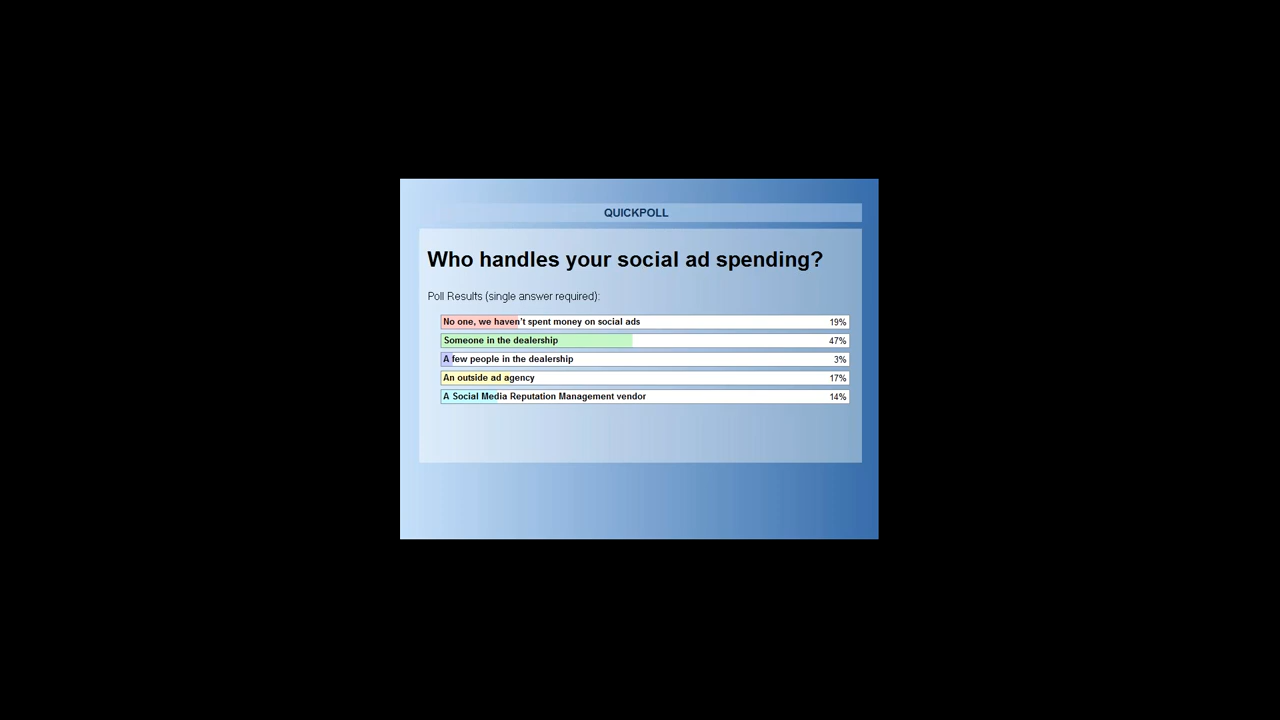 QUICKPOLL
Who handles your social ad spending?
Poll Results (single answer required):
No one, we haven't spent money on social ads 19%
Someone in the dealership 47%
A few people in the dealership 3%
An outside ad agency 17%
A Social Media Reputation Management vendor 14%